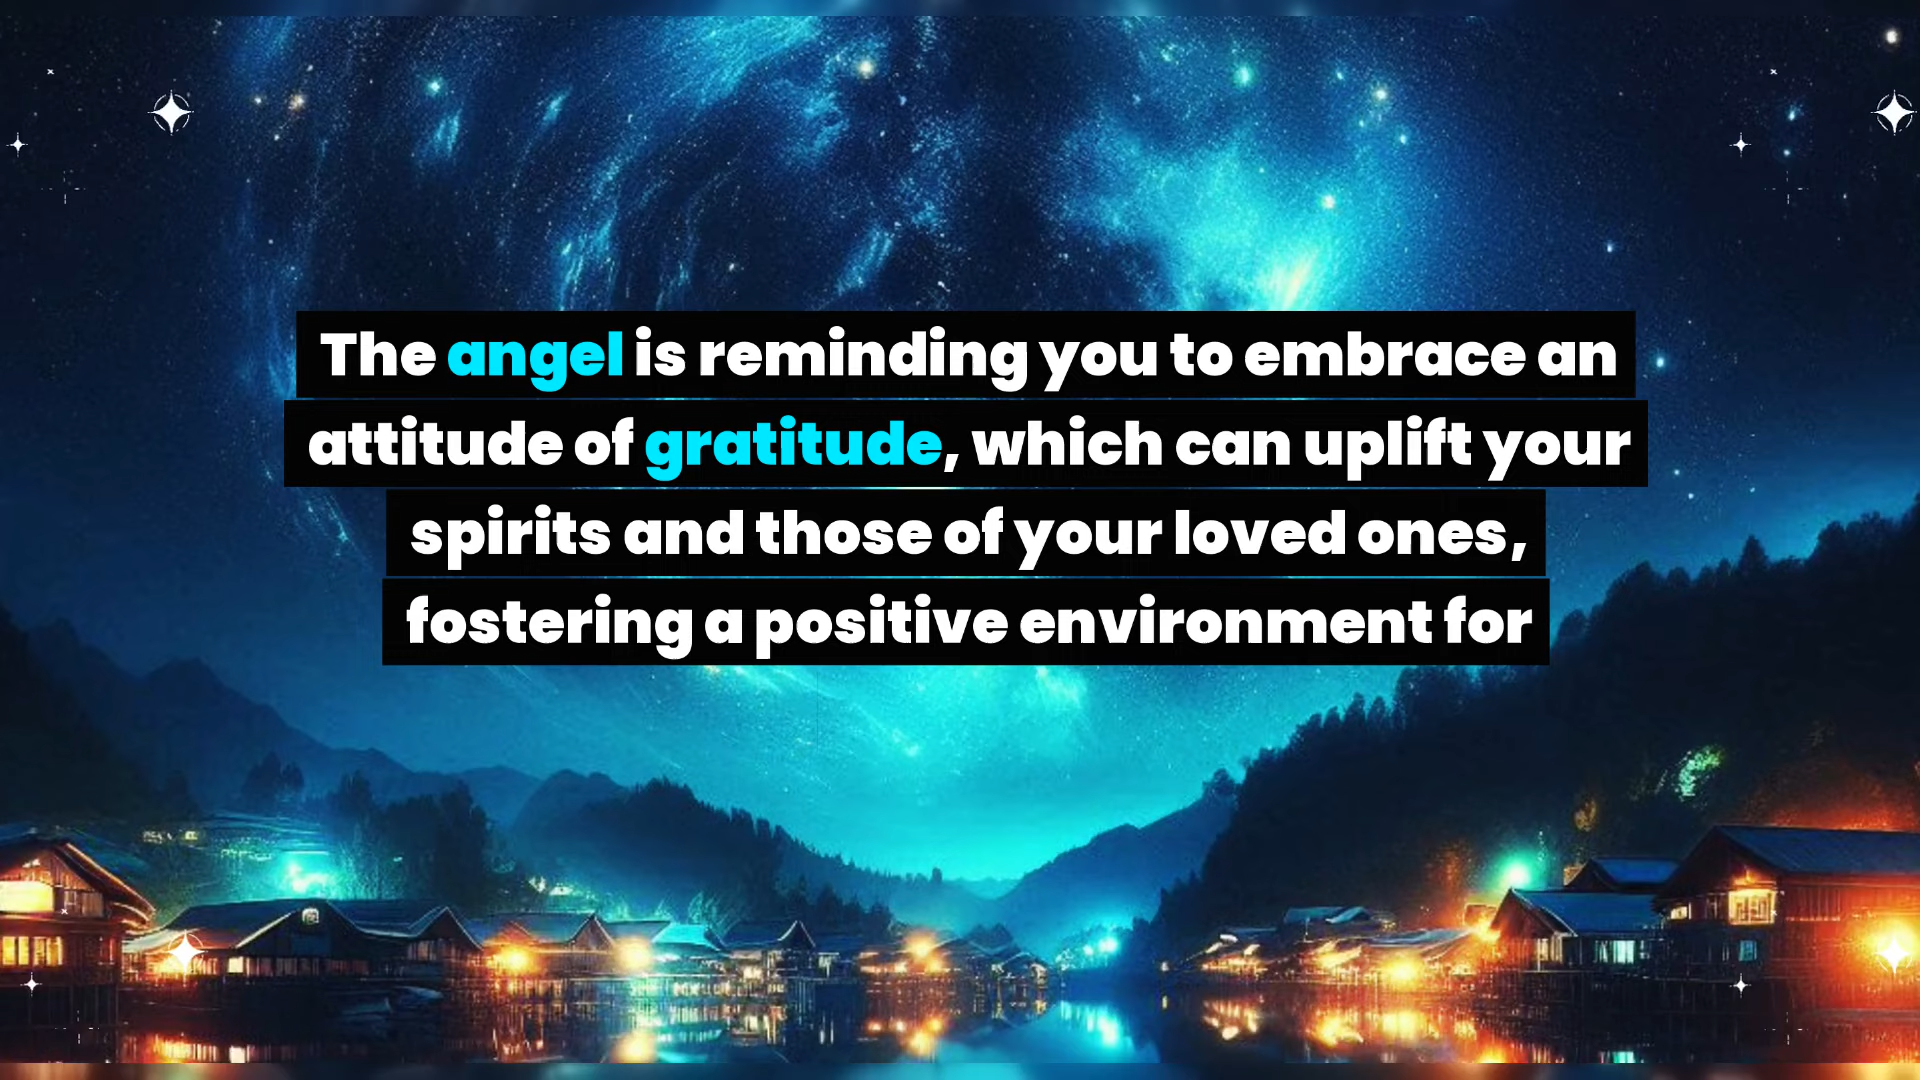 The angel is reminding you to embrace an
attitude of gratitude, which can uplift your
spirits and those of your loved ones,
fostering a positive environment for